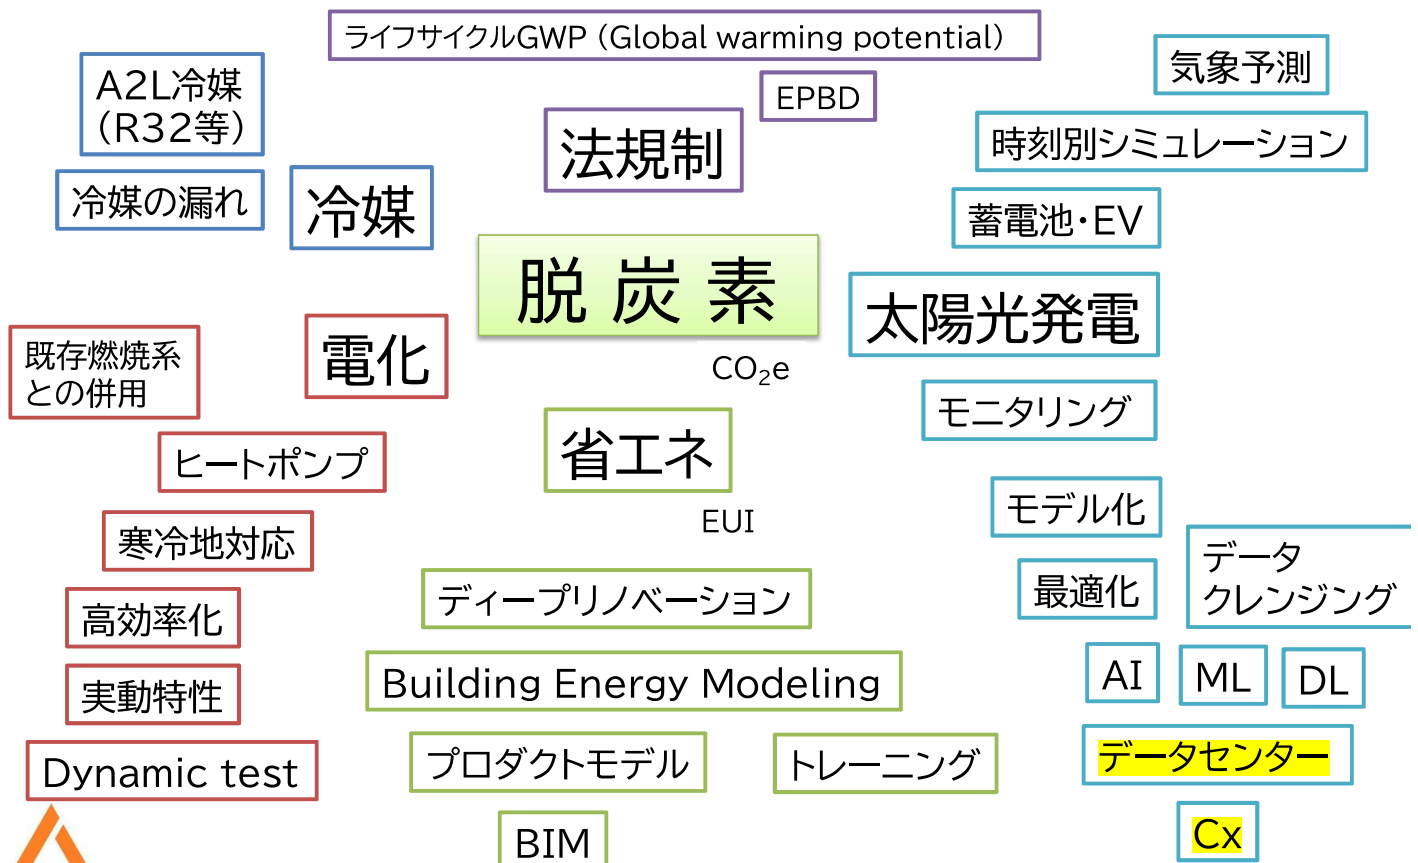 ライフサイクルGWP（Global warming potential）
EPBD
法規制
A2L冷媒
（R32等）
冷媒の漏れ
冷媒
脱炭素
CO₂e
気象予測
時刻別シミュレーション
蓄電池・EV
太陽光発電
モニタリング
モデル化
データ
クレンジング
最適化
AI
ML
DL
データセンター
Cx
電化
既存燃焼系
との併用
ヒートポンプ
寒冷地対応
高効率化
実動特性
Dynamic test
省エネ
EUI
ディープリノベーション
Building Energy Modeling
プロダクトモデル
トレーニング
BIM